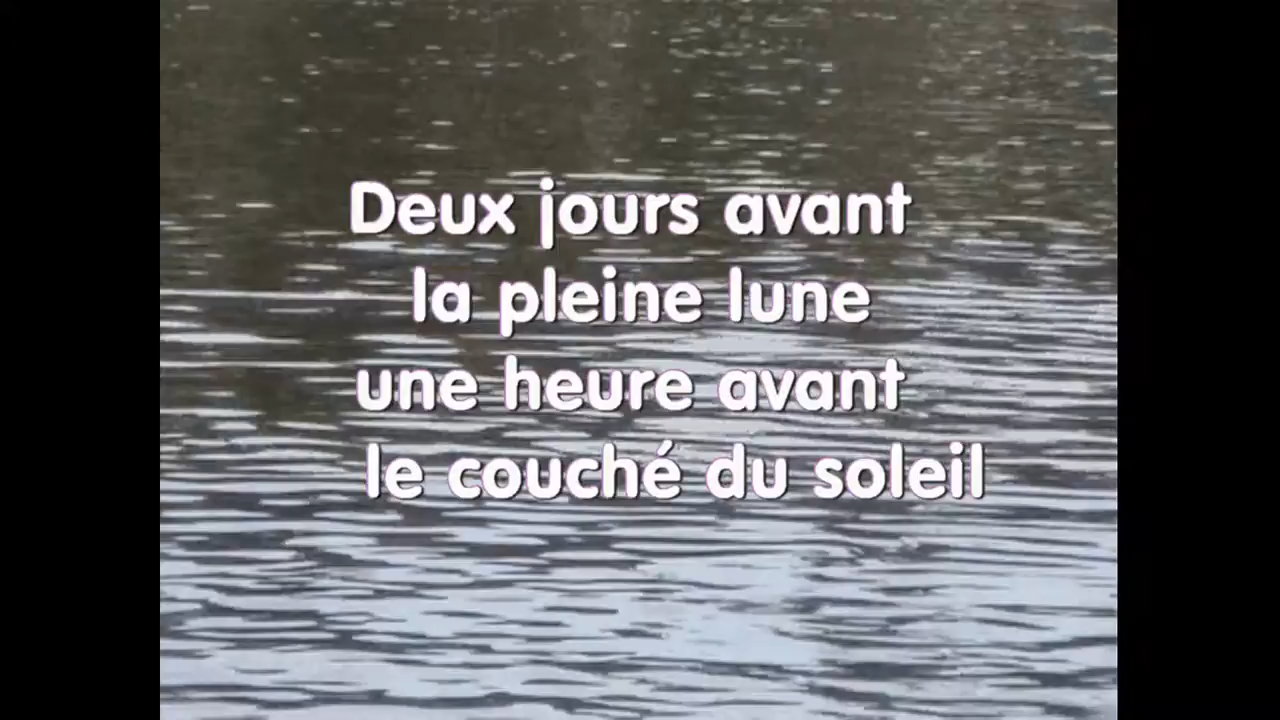 Deux jours avant
la pleine lune
une heure avant
le couché du soleil